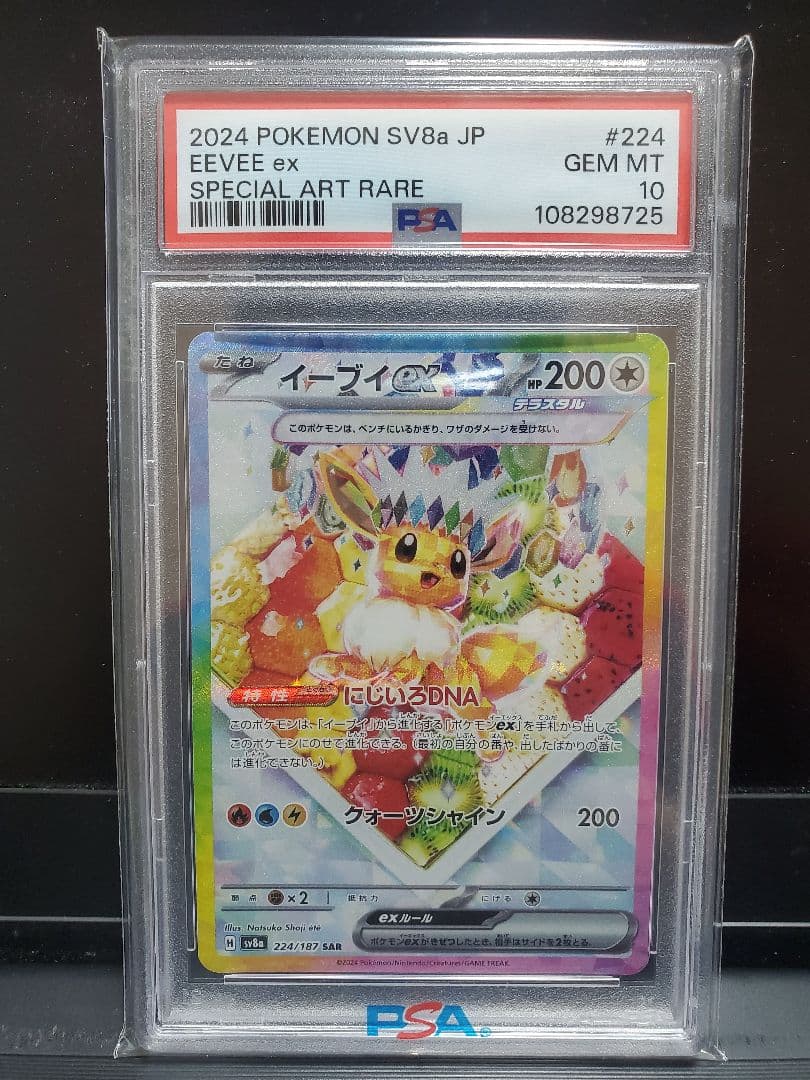 2024 POKEMON SV8a JP #224
EEVEE ex GEM MT
SPECIAL ART RARE 10
PSA 108298725
たね イーブイex HP 200
テラスタル
このポケモンは、ベンチにいるかぎり、ワザのダメージを受けない。
特性 にじいろDNA
このポケモンは、「イーブイ」から進化する「ポケモンex」を手札から出して、
このポケモンにのせて進化できる。（最初の自分の番や、出したばかりの番に
は進化できない。）
クォーツシャイン 200
弱点 ×2 抵抗力 にげる
exルール
ポケモンexがきぜつしたとき、相手はサイドを2枚とる。
Illus. Natsuko Shoji été
H sv8a 224/187 SAR
©2024 Pokémon/Nintendo/Creatures/GAME FREAK.
PSA